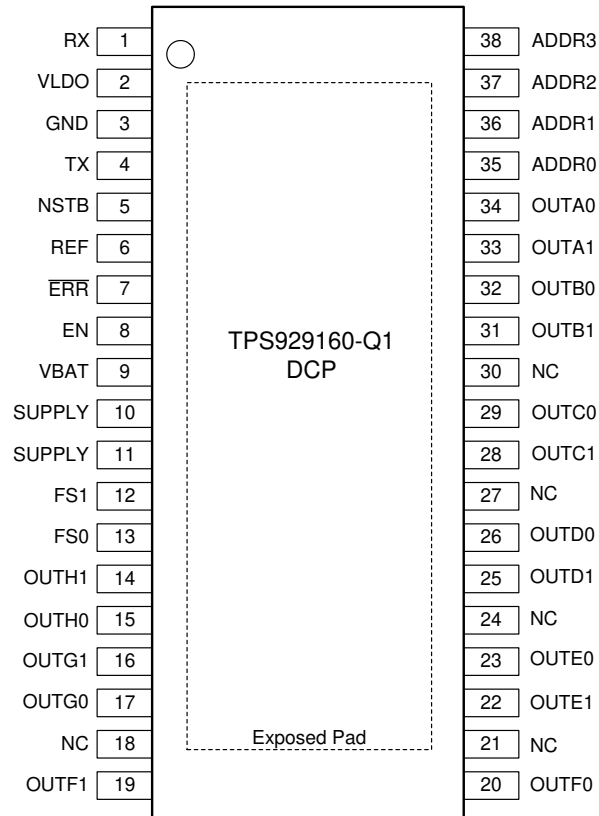 RX 1
VLDO 2
GND 3
TX 4
NSTB 5
REF 6
ERR 7
EN 8
VBAT 9
SUPPLY 10
SUPPLY 11
FS1 12
FS0 13
OUTH1 14
OUTH0 15
OUTG1 16
OUTG0 17
NC 18
OUTF1 19
TPS929160-Q1
DCP
Exposed Pad
38 ADDR3
37 ADDR2
36 ADDR1
35 ADDR0
34 OUTA0
33 OUTA1
32 OUTB0
31 OUTB1
30 NC
29 OUTC0
28 OUTC1
27 NC
26 OUTD0
25 OUTD1
24 NC
23 OUTE0
22 OUTE1
21 NC
20 OUTF0